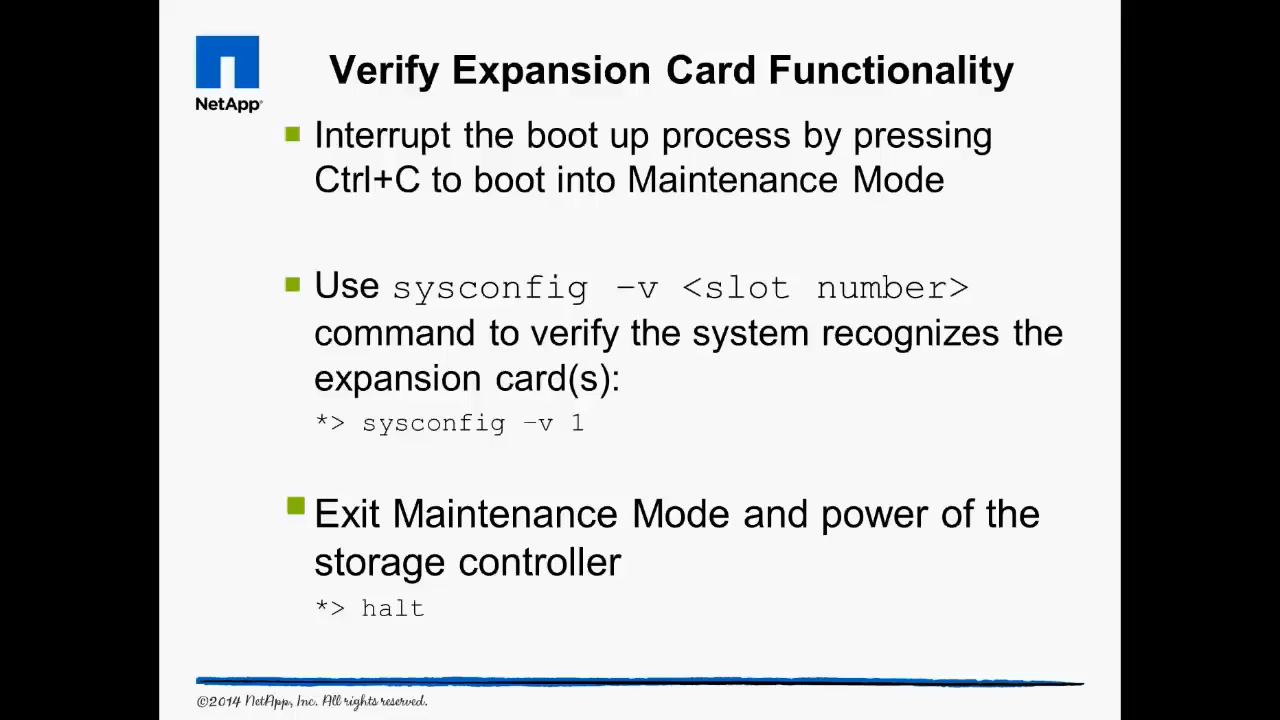 Verify Expansion Card Functionality
NetApp®
Interrupt the boot up process by pressing
Ctrl+C to boot into Maintenance Mode
Use sysconfig –v <slot number>
command to verify the system recognizes the
expansion card(s):
*> sysconfig –v 1
Exit Maintenance Mode and power of the
storage controller
*> halt
©2014 NetApp, Inc. All rights reserved.